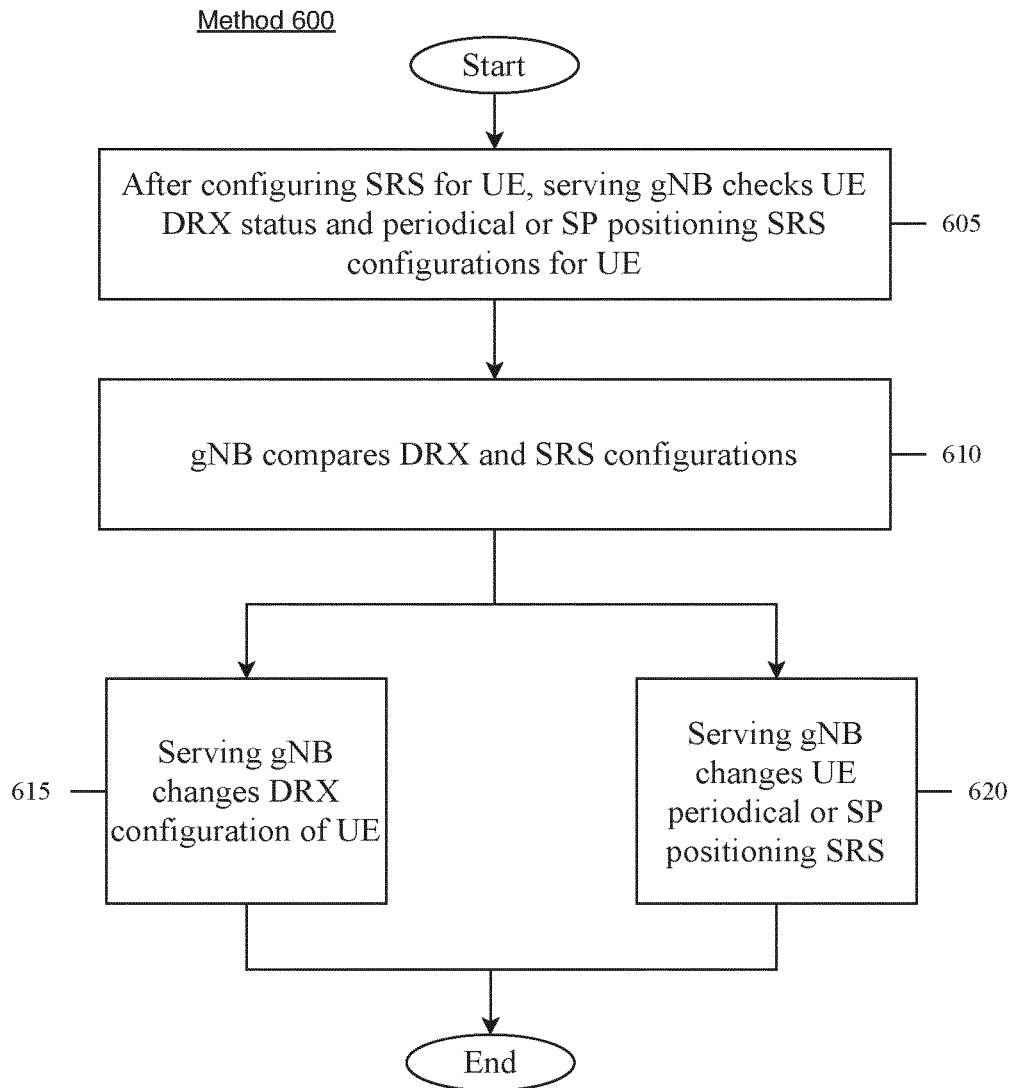 Method 600
Start
After configuring SRS for UE, serving gNB checks UE
DRX status and periodical or SP positioning SRS
configurations for UE
605
gNB compares DRX and SRS configurations
610
Serving gNB
changes DRX
configuration of UE
615
Serving gNB
changes UE
periodical or SP
positioning SRS
620
End